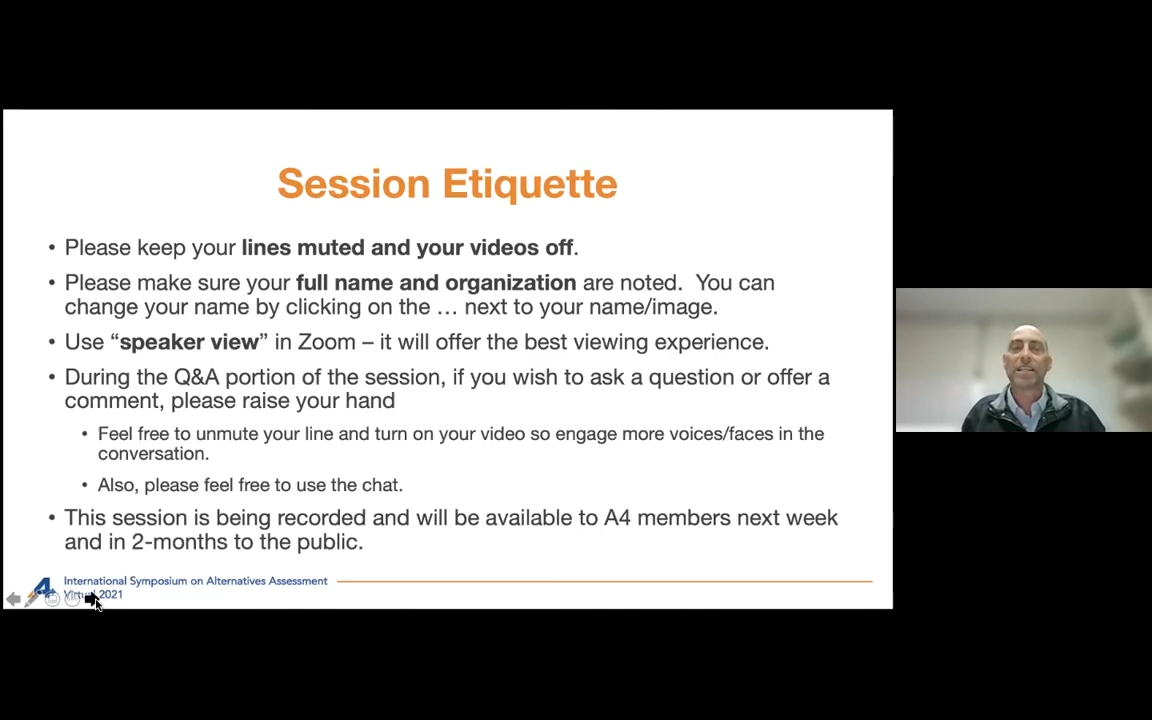 Session Etiquette
• Please keep your lines muted and your videos off.
• Please make sure your full name and organization are noted.  You can
change your name by clicking on the … next to your name/image.
• Use “speaker view” in Zoom – it will offer the best viewing experience.
• During the Q&A portion of the session, if you wish to ask a question or offer a
comment, please raise your hand
• Feel free to unmute your line and turn on your video so engage more voices/faces in the
conversation.
• Also, please feel free to use the chat.
• This session is being recorded and will be available to A4 members next week
and in 2-months to the public.
International Symposium on Alternatives Assessment
Virtual 2021